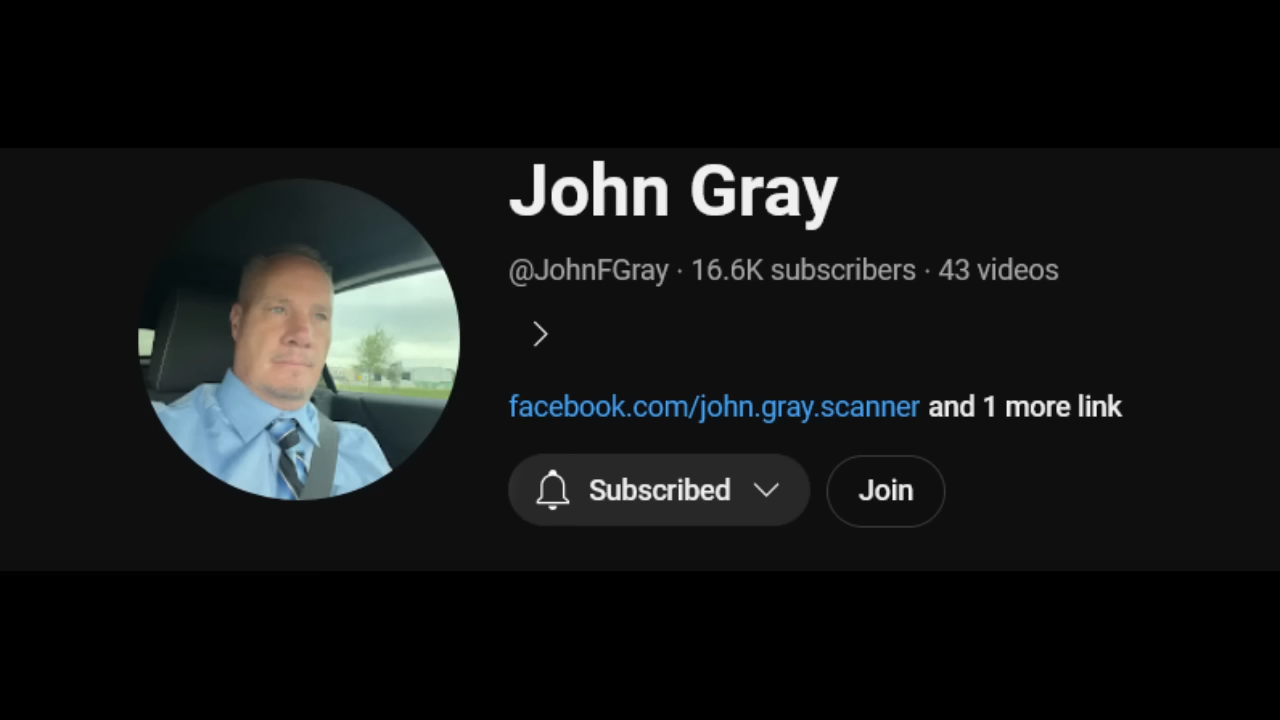 John Gray
@JohnFGray · 16.6K subscribers · 43 videos
facebook.com/john.gray.scanner and 1 more link
Subscribed
Join